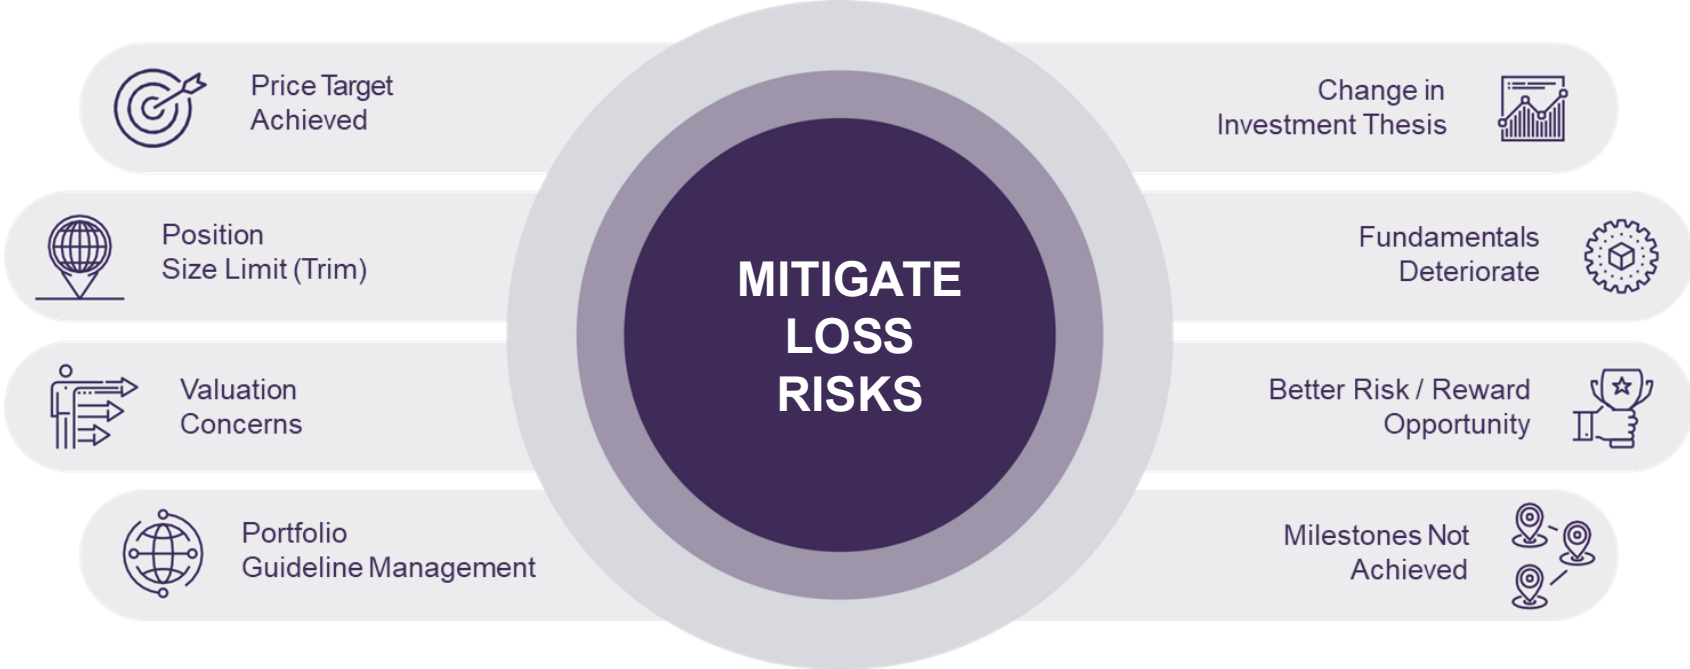 Price Target
Achieved
Position
Size Limit (Trim)
Valuation
Concerns
Portfolio
Guideline Management
MITIGATE
LOSS
RISKS
Change in
Investment Thesis
Fundamentals
Deteriorate
Better Risk / Reward
Opportunity
Milestones Not
Achieved